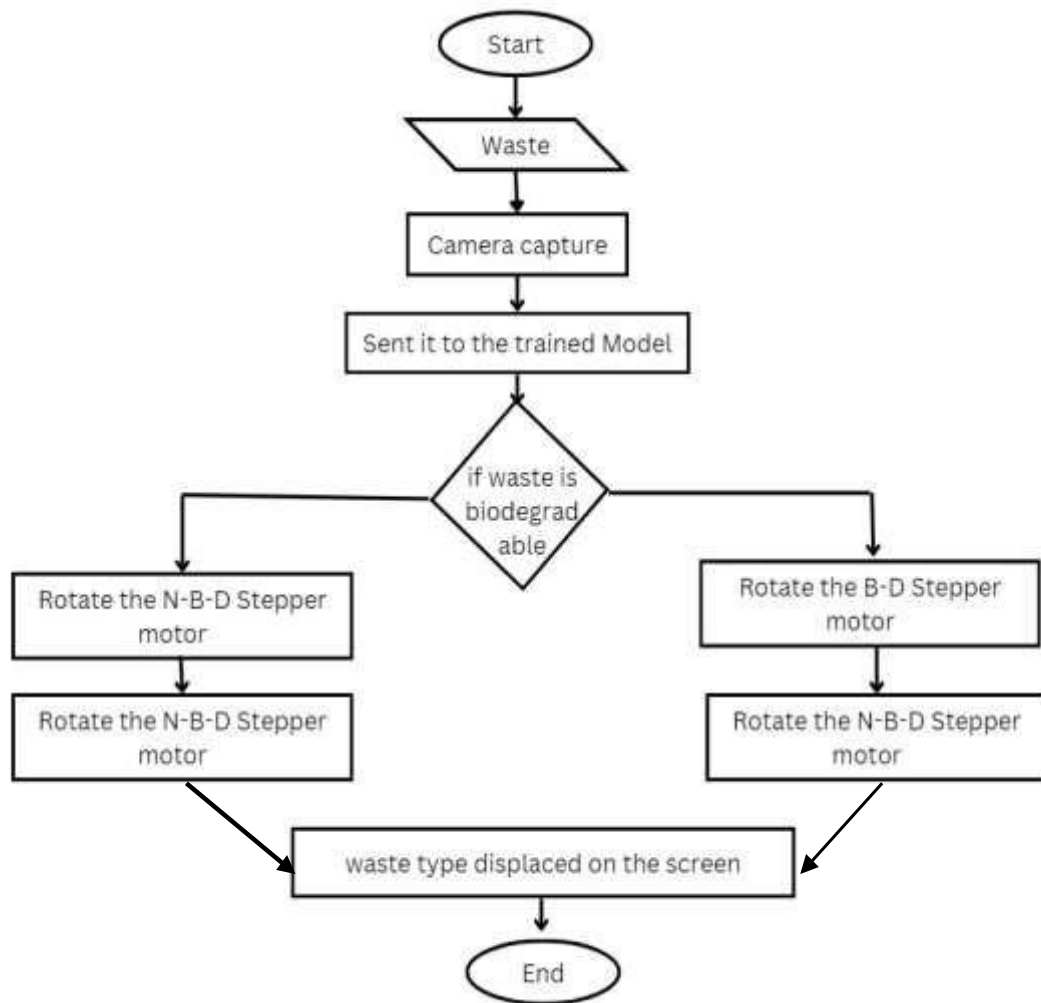 Start
Waste
Camera capture
Sent it to the trained Model
if waste is
biodegrad
able
Rotate the N-B-D Stepper
motor
Rotate the B-D Stepper
motor
Rotate the N-B-D Stepper
motor
Rotate the N-B-D Stepper
motor
waste type displaced on the screen
End